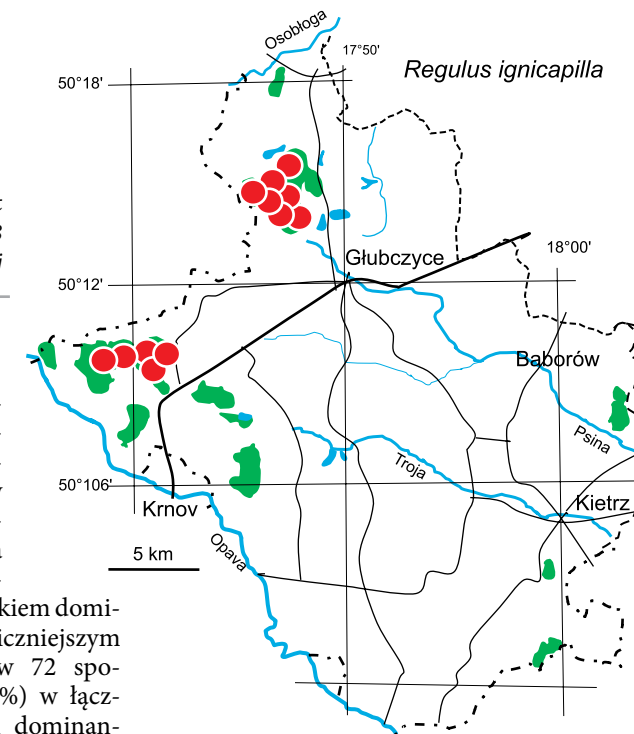 Osobłoga
17°50'
Regulus ignicapilla
50°18'
Głubczyce
18°00'
50°12'
Baborów
Psina
Troja
50°106'
Kietrz
Krnov
5 km
Opava
kiem domi-
iczniejszym
w 72 spo-
%) w łącz-
dominan-